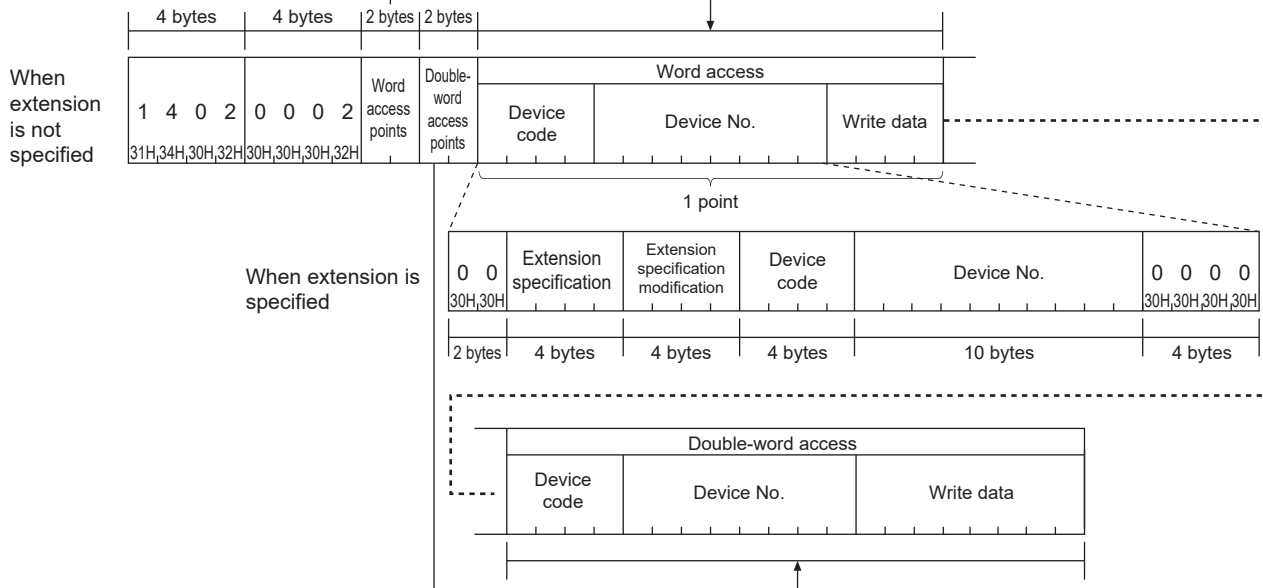 4 bytes 4 bytes 2 bytes 2 bytes
When extension is not specified
1 4 0 2 0 0 0 2
31H 34H 30H 32H 30H 30H 30H 32H
Word access points
Double-word access points
Word access
Device code
Device No.
Write data
1 point
When extension is specified
0 0
30H 30H
Extension specification
Extension specification modification
Device code
Device No.
0 0 0 0
30H 30H 30H 30H
2 bytes 4 bytes 4 bytes 4 bytes 10 bytes 4 bytes
Double-word access
Device code
Device No.
Write data